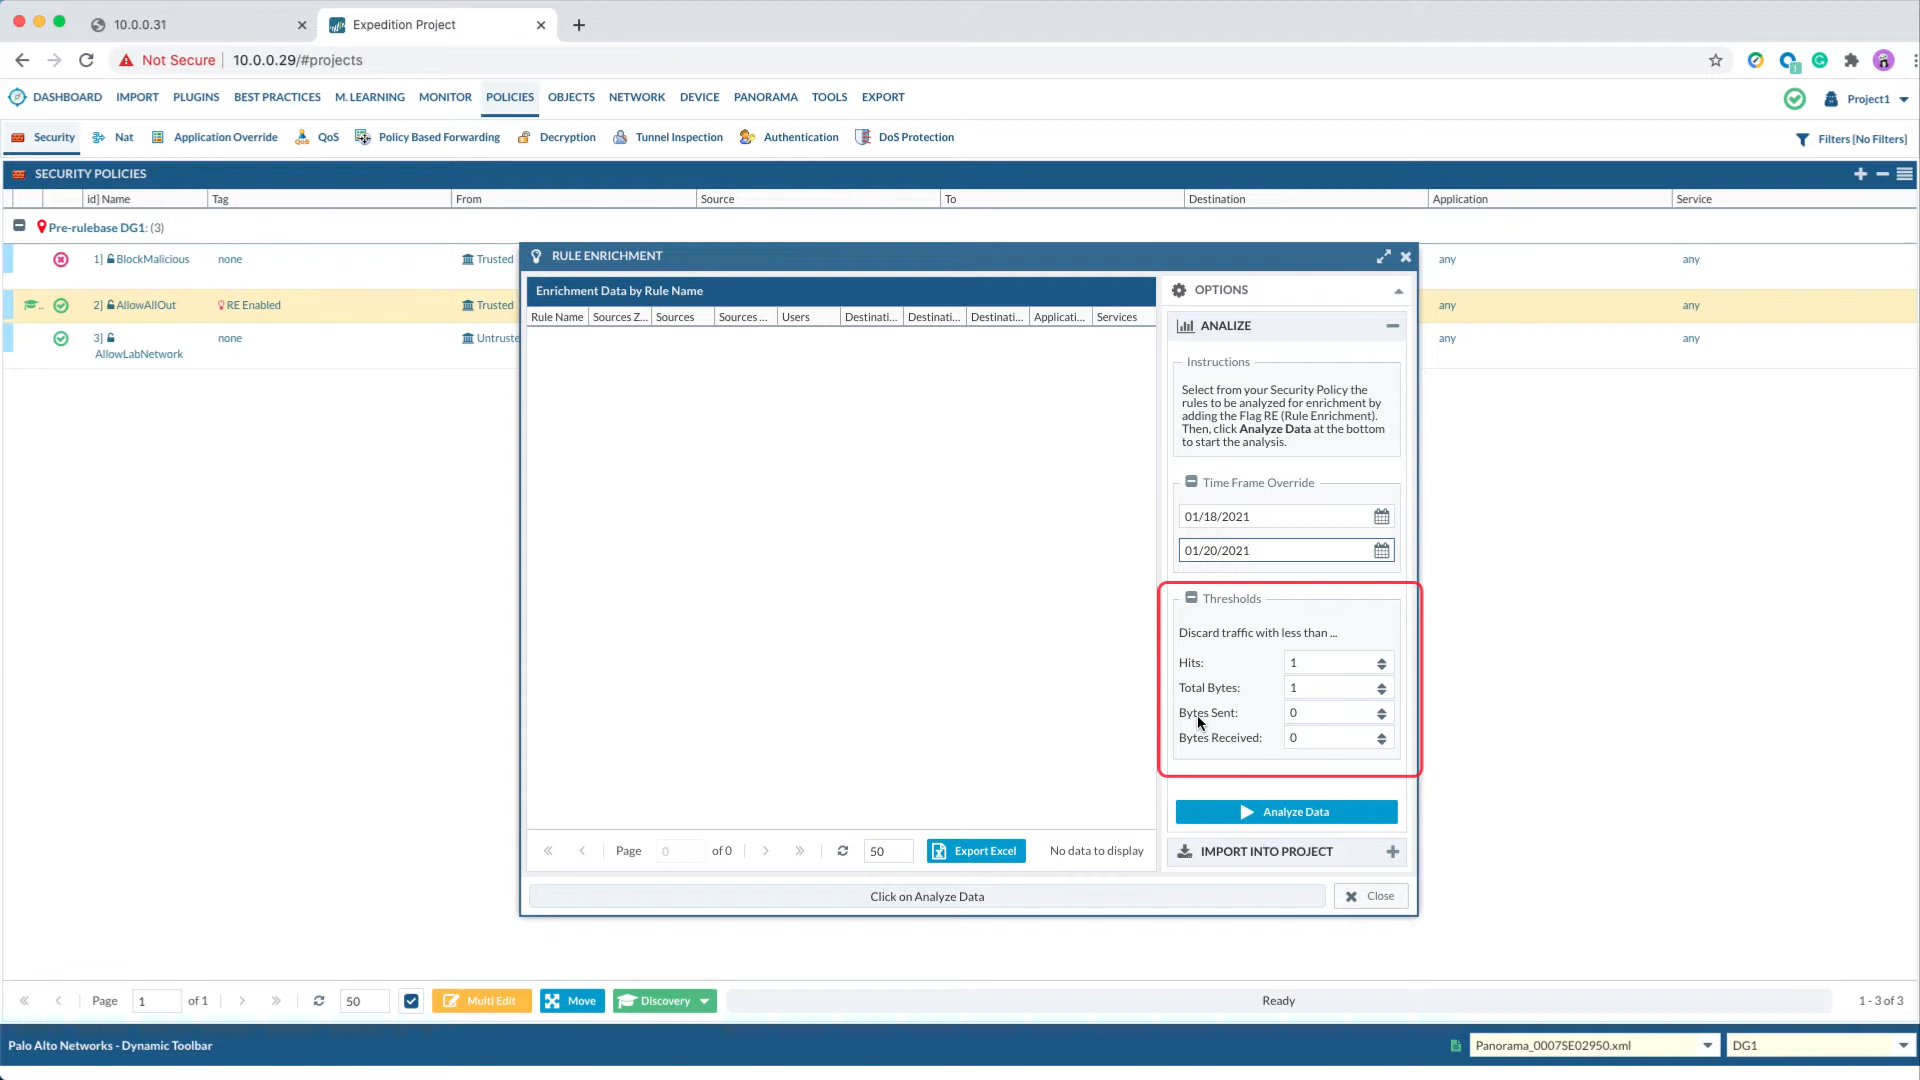 10.0.0.31
Expedition Project
Not Secure
10.0.0.29/#projects
DASHBOARD IMPORT PLUGINS BEST PRACTICES M. LEARNING MONITOR POLICIES OBJECTS NETWORK DEVICE PANORAMA TOOLS EXPORT
Project1
Security Nat Application Override QoS Policy Based Forwarding Decryption Tunnel Inspection Authentication DoS Protection
Filters [No Filters]
SECURITY POLICIES
id] Name Tag From Source To Destination Application Service
Pre-rulebase DG1: (3)
1] BlockMalicious none Trusted any any
2] AllowAllOut RE Enabled Trusted any any
3] none Untruste any any
AllowLabNetwork
RULE ENRICHMENT
Enrichment Data by Rule Name
Rule Name Sources Z... Sources Sources ... Users Destinati... Destinati... Destinati... Applicati... Services
OPTIONS
ANALIZE
Instructions
Select from your Security Policy the
rules to be analyzed for enrichment by
adding the Flag RE (Rule Enrichment).
Then, click Analyze Data at the bottom
to start the analysis.
Time Frame Override
01/18/2021
01/20/2021
Thresholds
Discard traffic with less than ...
Hits: 1
Total Bytes: 1
Bytes Sent: 0
Bytes Received: 0
Analyze Data
IMPORT INTO PROJECT
Page 0 of 0 50 Export Excel No data to display
Click on Analyze Data
Close
Page 1 of 1 50 Multi Edit Move Discovery Ready 1 - 3 of 3
Palo Alto Networks - Dynamic Toolbar
Panorama_0007SE02950.xml
DG1